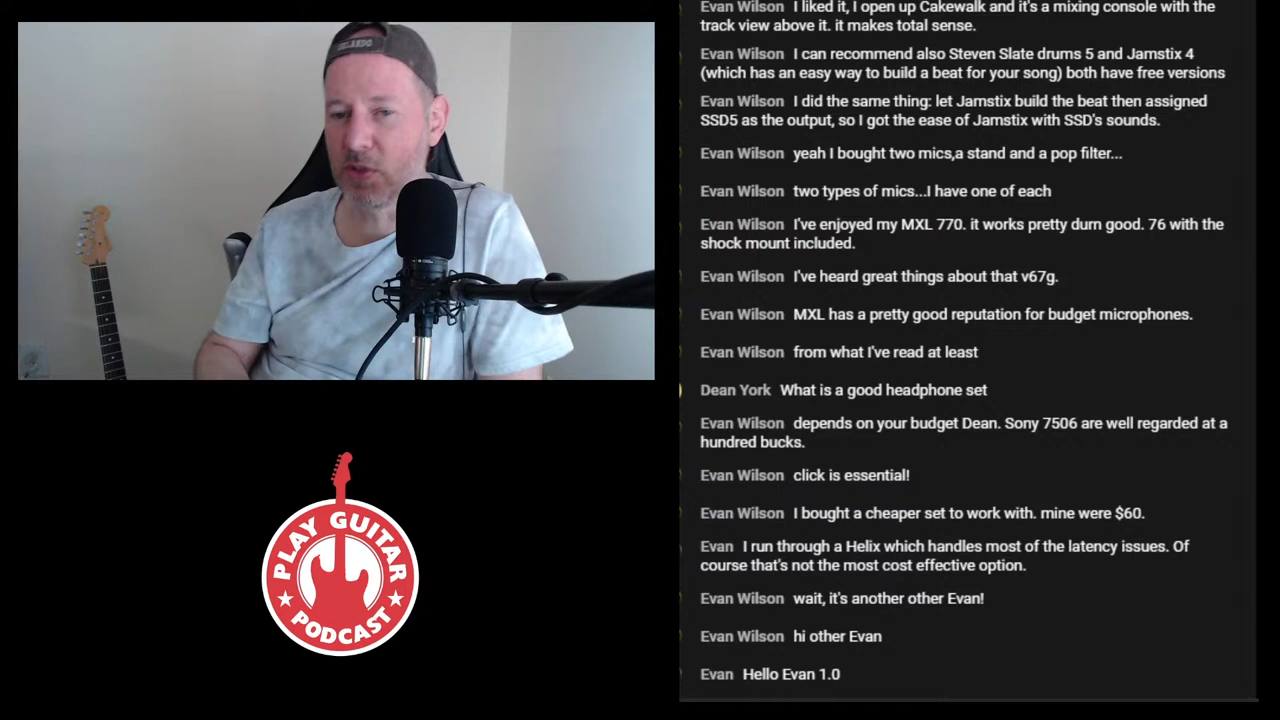 ORLANDO
PLAY GUITAR
PODCAST
Evan Wilson I liked it, I open up Cakewalk and it's a mixing console with the
track view above it. it makes total sense.
Evan Wilson I can recommend also Steven Slate drums 5 and Jamstix 4
(which has an easy way to build a beat for your song) both have free versions
Evan Wilson I did the same thing: let Jamstix build the beat then assigned
SSD5 as the output, so I got the ease of Jamstix with SSD's sounds.
Evan Wilson yeah I bought two mics,a stand and a pop filter...
Evan Wilson two types of mics...I have one of each
Evan Wilson I've enjoyed my MXL 770. it works pretty durn good. 76 with the
shock mount included.
Evan Wilson I've heard great things about that v67g.
Evan Wilson MXL has a pretty good reputation for budget microphones.
Evan Wilson from what I've read at least
Dean York What is a good headphone set
Evan Wilson depends on your budget Dean. Sony 7506 are well regarded at a
hundred bucks.
Evan Wilson click is essential!
Evan Wilson I bought a cheaper set to work with. mine were $60.
Evan I run through a Helix which handles most of the latency issues. Of
course that's not the most cost effective option.
Evan Wilson wait, it's another other Evan!
Evan Wilson hi other Evan
Evan Hello Evan 1.0